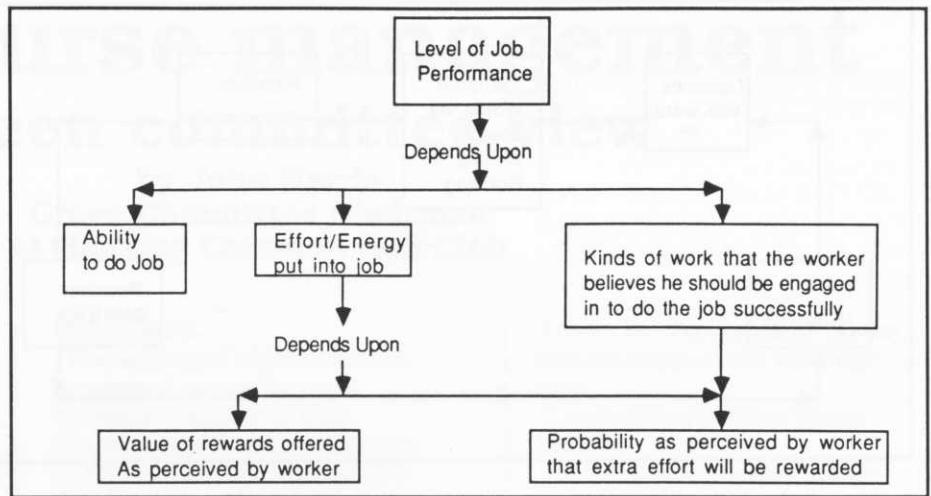 Level of Job
Performance
Depends Upon
Ability
to do Job
Effort/Energy
put into job
Kinds of work that the worker
believes he should be engaged
in to do the job successfully
Depends Upon
Value of rewards offered
As perceived by worker
Probability as perceived by worker
that extra effort will be rewarded